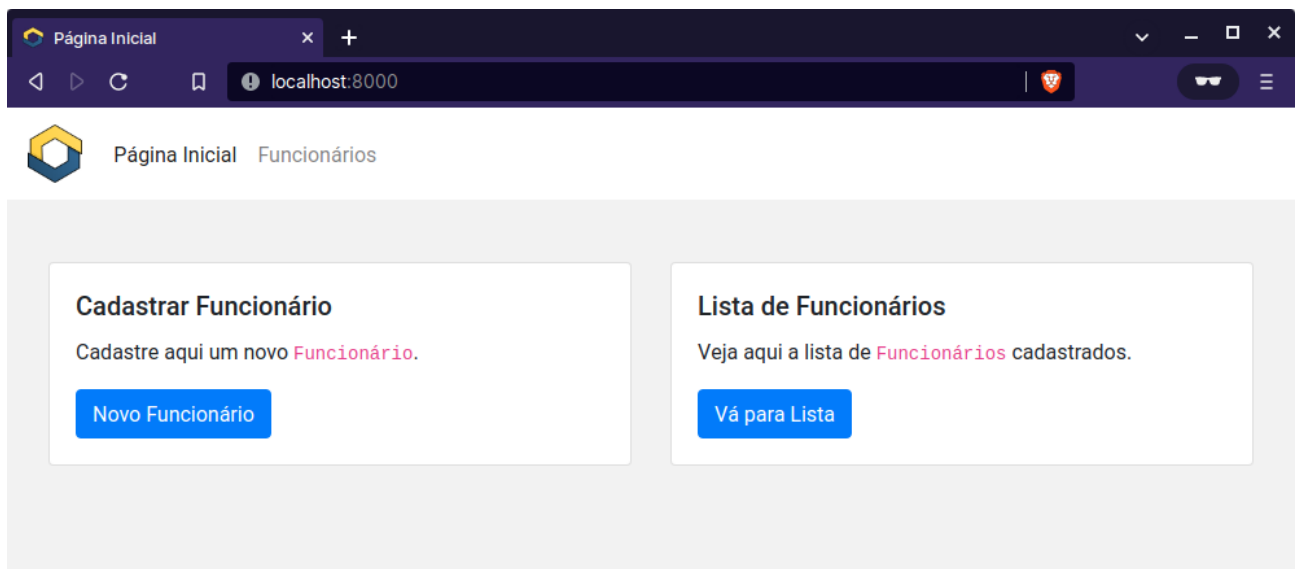 Página Inicial
localhost:8000
Página Inicial Funcionários
Cadastrar Funcionário
Cadastre aqui um novo Funcionário.
Novo Funcionário
Lista de Funcionários
Veja aqui a lista de Funcionários cadastrados.
Vá para Lista